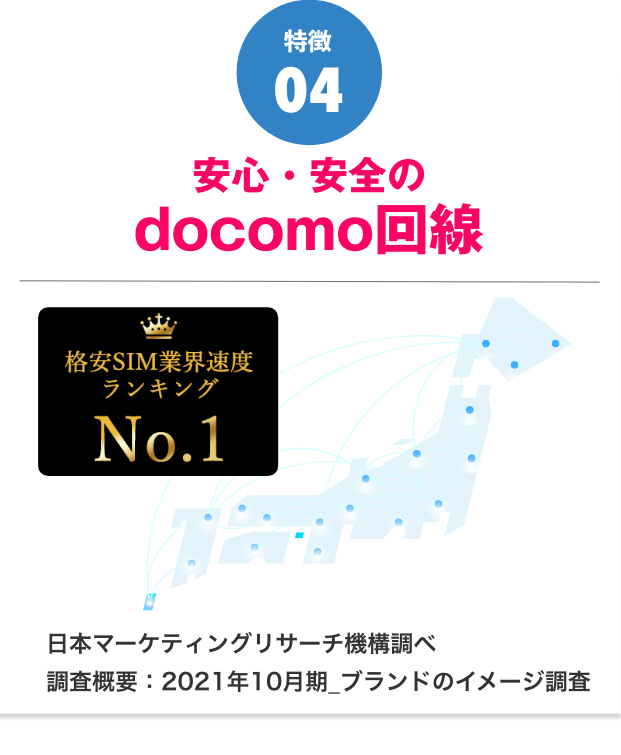 特徴
04
安心・安全の
docomo回線
格安SIM業界速度
ランキング
No.1
日本マーケティングリサーチ機構調べ
調査概要：2021年10月期_ブランドのイメージ調査